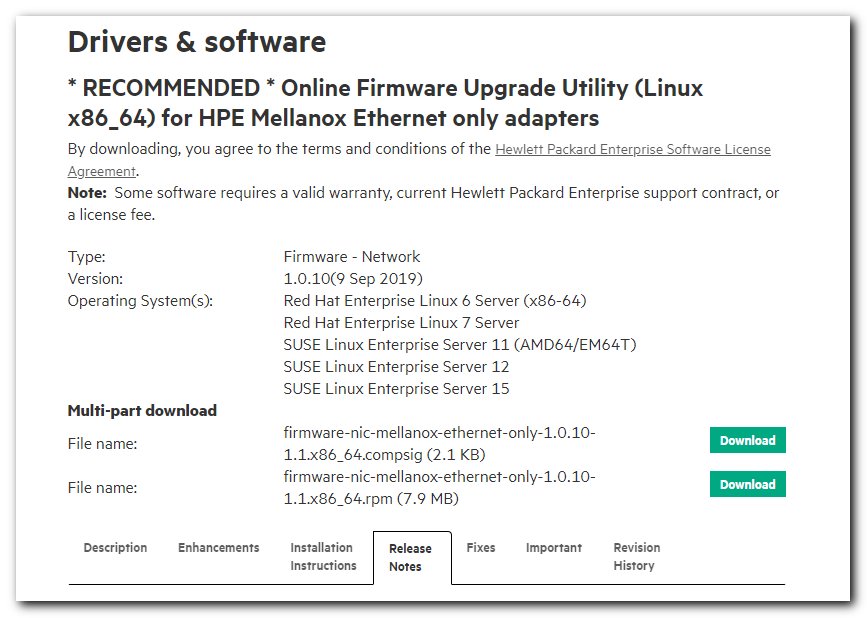 Drivers & software
* RECOMMENDED * Online Firmware Upgrade Utility (Linux
x86_64) for HPE Mellanox Ethernet only adapters
By downloading, you agree to the terms and conditions of the Hewlett Packard Enterprise Software License
Agreement.
Note: Some software requires a valid warranty, current Hewlett Packard Enterprise support contract, or
a license fee.
Type: Firmware - Network
Version: 1.0.10(9 Sep 2019)
Operating System(s): Red Hat Enterprise Linux 6 Server (x86-64)
Red Hat Enterprise Linux 7 Server
SUSE Linux Enterprise Server 11 (AMD64/EM64T)
SUSE Linux Enterprise Server 12
SUSE Linux Enterprise Server 15
Multi-part download
File name: firmware-nic-mellanox-ethernet-only-1.0.10-
1.1.x86_64.compsig (2.1 KB) Download
File name: firmware-nic-mellanox-ethernet-only-1.0.10-
1.1.x86_64.rpm (7.9 MB) Download
Description Enhancements Installation Release Fixes Important Revision
Instructions Notes History